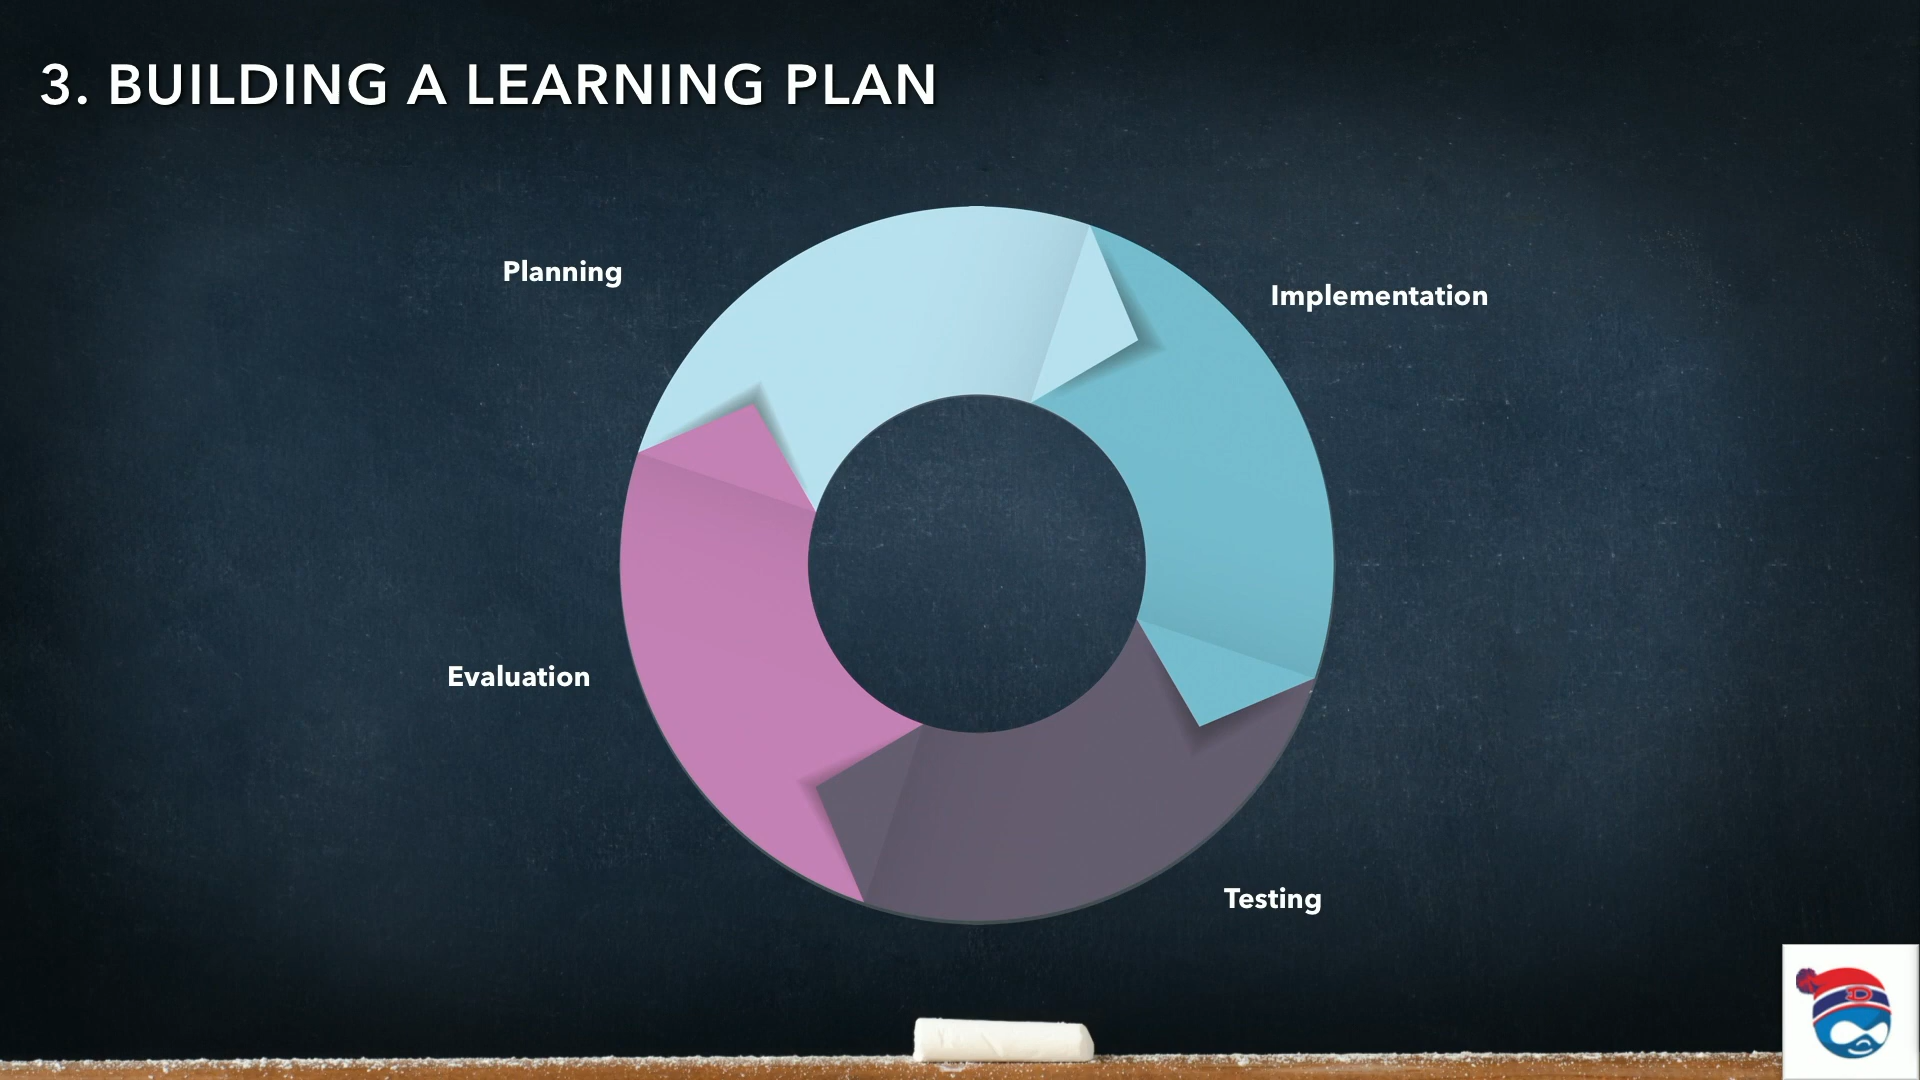 3. BUILDING A LEARNING PLAN
Planning
Implementation
Evaluation
Testing
D